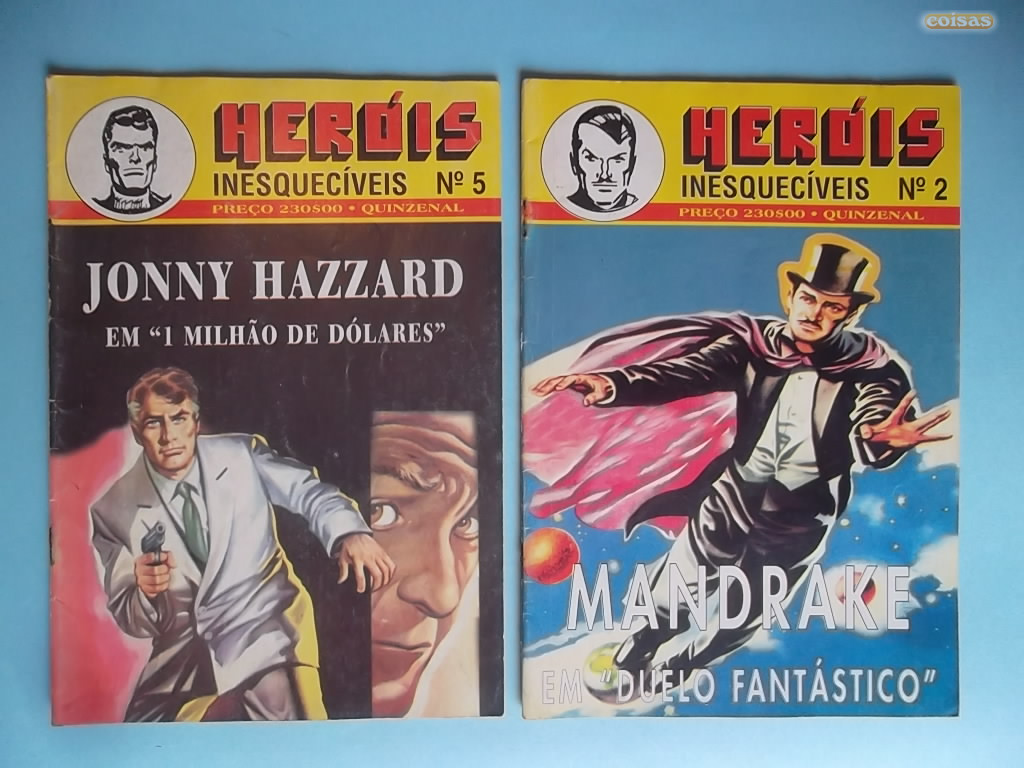 coisas
HERÓIS
INESQUECÍVEIS Nº 5
PREÇO 230$00 • QUINZENAL
JONNY HAZZARD
EM “1 MILHÃO DE DÓLARES”
HERÓIS
INESQUECÍVEIS Nº 2
PREÇO 230$00 • QUINZENAL
MANDRAKE
EM “DUELO FANTÁSTICO”